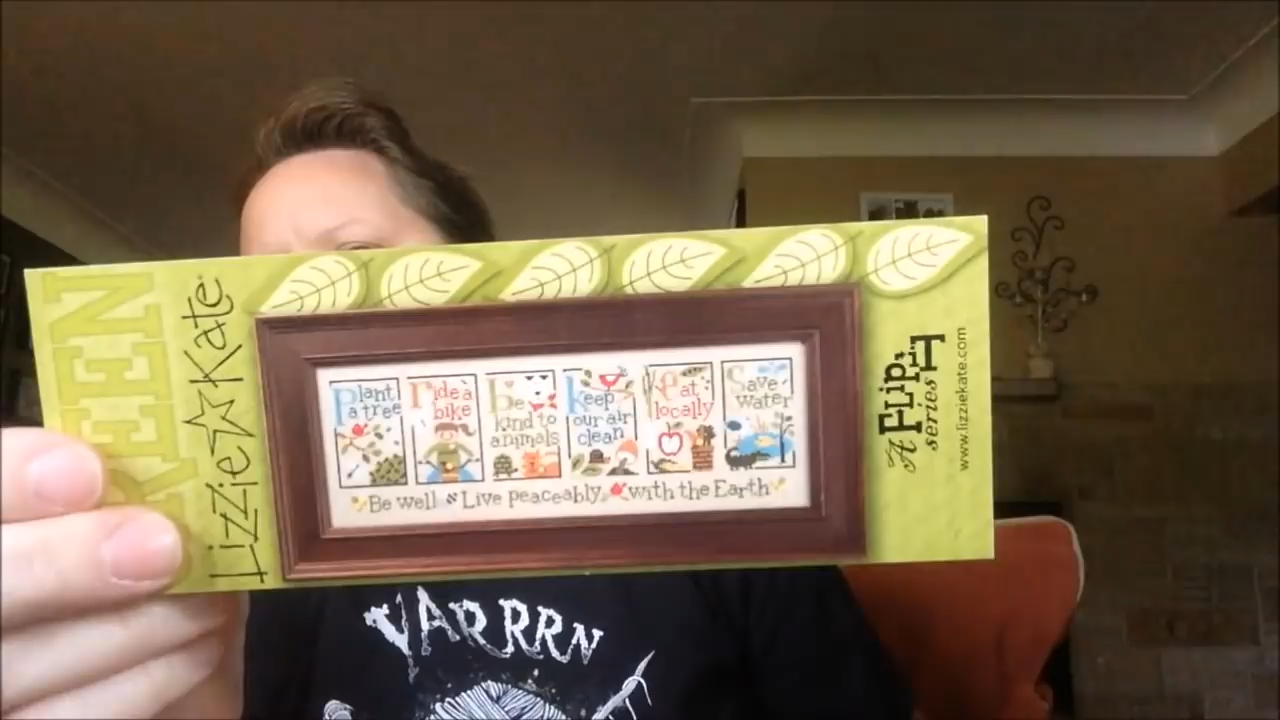 REEN
Lizzie Kate
Plant
a tree
ride a
bike
be
kind to
animals
keep
our air
clean
eat
locally
Save
water
Be well Live peaceably with the Earth
A
Flip-it
series
www.lizziekate.com
YARRRN